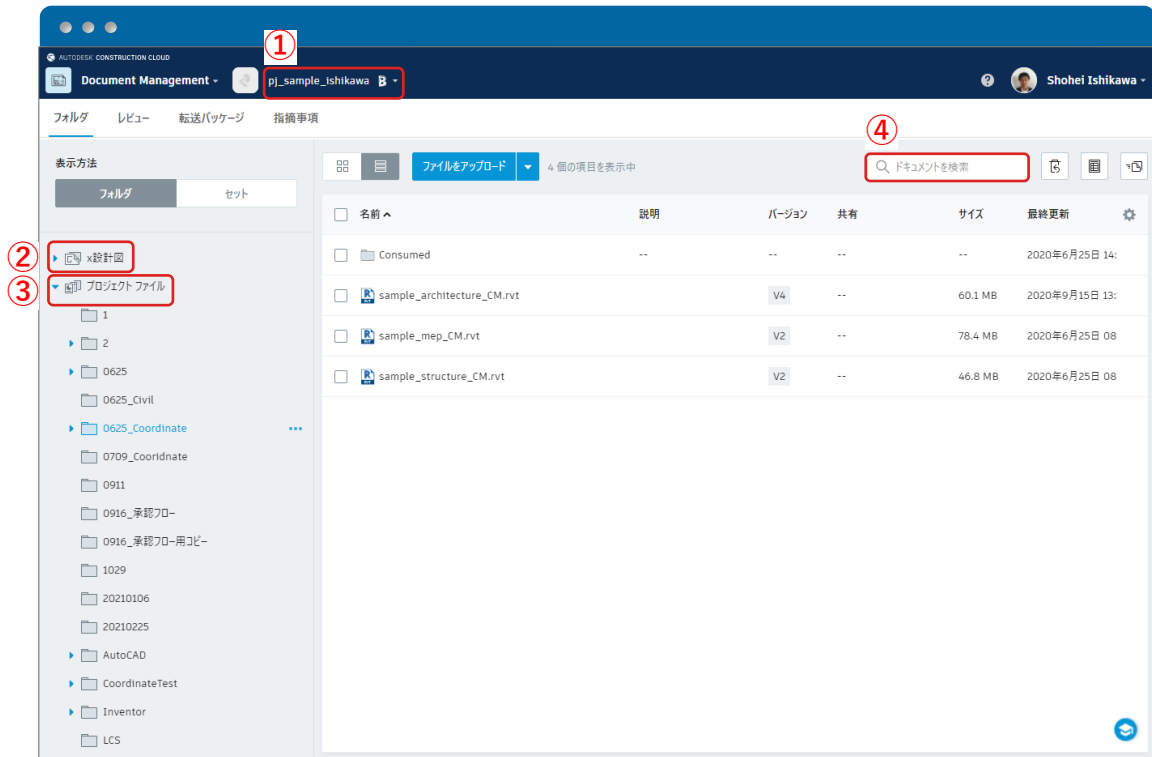 ①
AUTODESK CONSTRUCTION CLOUD
Document Management pj_sample_ishikawa B Shohei Ishikawa
フォルダ レビュー 転送パッケージ 指摘事項
④
表示方法
ファイルをアップロード 4 個の項目を表示中 ドキュメントを検索
フォルダ セット
名前 説明 バージョン 共有 サイズ 最終更新
② x設計図
Consumed -- -- -- -- 2020年6月25日 14:
③ プロジェクト ファイル
sample_architecture_CM.rvt V4 -- 60.1 MB 2020年9月15日 13:
1
sample_mep_CM.rvt V2 -- 78.4 MB 2020年6月25日 08
2
0625
sample_structure_CM.rvt V2 -- 46.8 MB 2020年6月25日 08
0625_Civil
0625_Coordinate
0709_Cooridnate
0911
0916_承認フロー
0916_承認フロー用コピー
1029
20210106
20210225
AutoCAD
CoordinateTest
Inventor
LCS